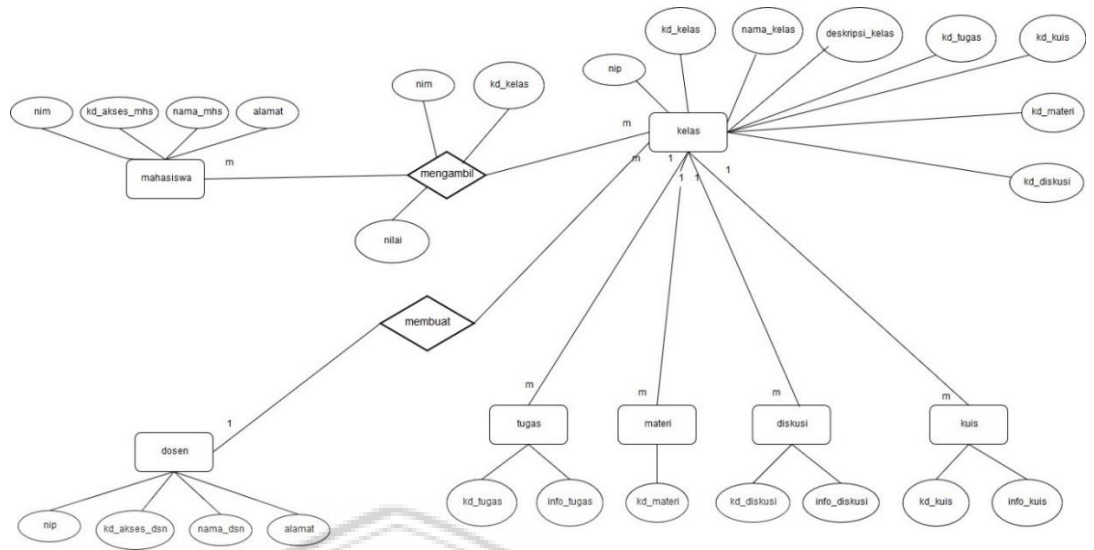 kd_kelas
nama_kelas
deskripsi_kelas
kd_tugas
kd_kuis
nip
nim
kd_kelas
kd_materi
nim
kd_akses_mhs
nama_mhs
alamat
m
kelas
m
mahasiswa
mengambil
m
1
1
1
1
kd_diskusi
nilai
membuat
m
m
m
m
1
tugas
materi
diskusi
kuis
dosen
kd_tugas
info_tugas
kd_materi
kd_diskusi
info_diskusi
kd_kuis
info_kuis
nip
kd_akses_dsn
nama_dsn
alamat